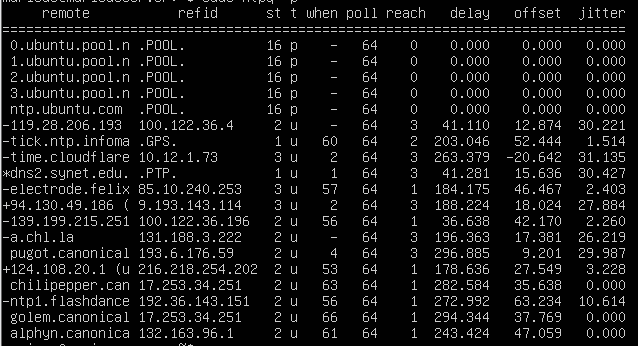 remote refid st t when poll reach delay offset jitter
==============================================================================
0.ubuntu.pool.n .POOL. 16 p - 64 0 0.000 0.000 0.000
1.ubuntu.pool.n .POOL. 16 p - 64 0 0.000 0.000 0.000
2.ubuntu.pool.n .POOL. 16 p - 64 0 0.000 0.000 0.000
3.ubuntu.pool.n .POOL. 16 p - 64 0 0.000 0.000 0.000
ntp.ubuntu.com .POOL. 16 p - 64 0 0.000 0.000 0.000
-119.28.206.193 100.122.36.4 2 u - 64 3 41.110 12.874 30.221
-tick.ntp.infoma .GPS. 1 u 60 64 2 203.046 52.444 1.514
-time.cloudflare 10.12.1.73 3 u 2 64 3 263.379 -20.642 31.135
*dns2.synet.edu. .PTP. 1 u 1 64 3 41.281 15.636 30.427
-electrode.felix 85.10.240.253 3 u 57 64 1 184.175 46.467 2.403
+94.130.49.186 ( 9.193.143.114 3 u 2 64 3 188.224 18.024 27.884
-139.199.215.251 100.122.36.196 2 u 56 64 1 36.638 42.170 2.260
-a.chl.la 131.188.3.222 2 u - 64 3 196.363 17.381 26.219
pugot.canonical 193.6.176.59 2 u 4 64 3 296.885 9.201 29.987
+124.108.20.1 (u 216.218.254.202 2 u 53 64 1 178.636 27.549 3.228
chilipepper.can 17.253.34.251 2 u 63 64 1 282.584 35.638 0.000
-ntp1.flashdance 192.36.143.151 2 u 56 64 1 272.992 63.234 10.614
golem.canonical 17.253.34.251 2 u 66 64 1 294.344 37.769 0.000
alphyn.canonica 132.163.96.1 2 u 61 64 1 243.424 47.059 0.000